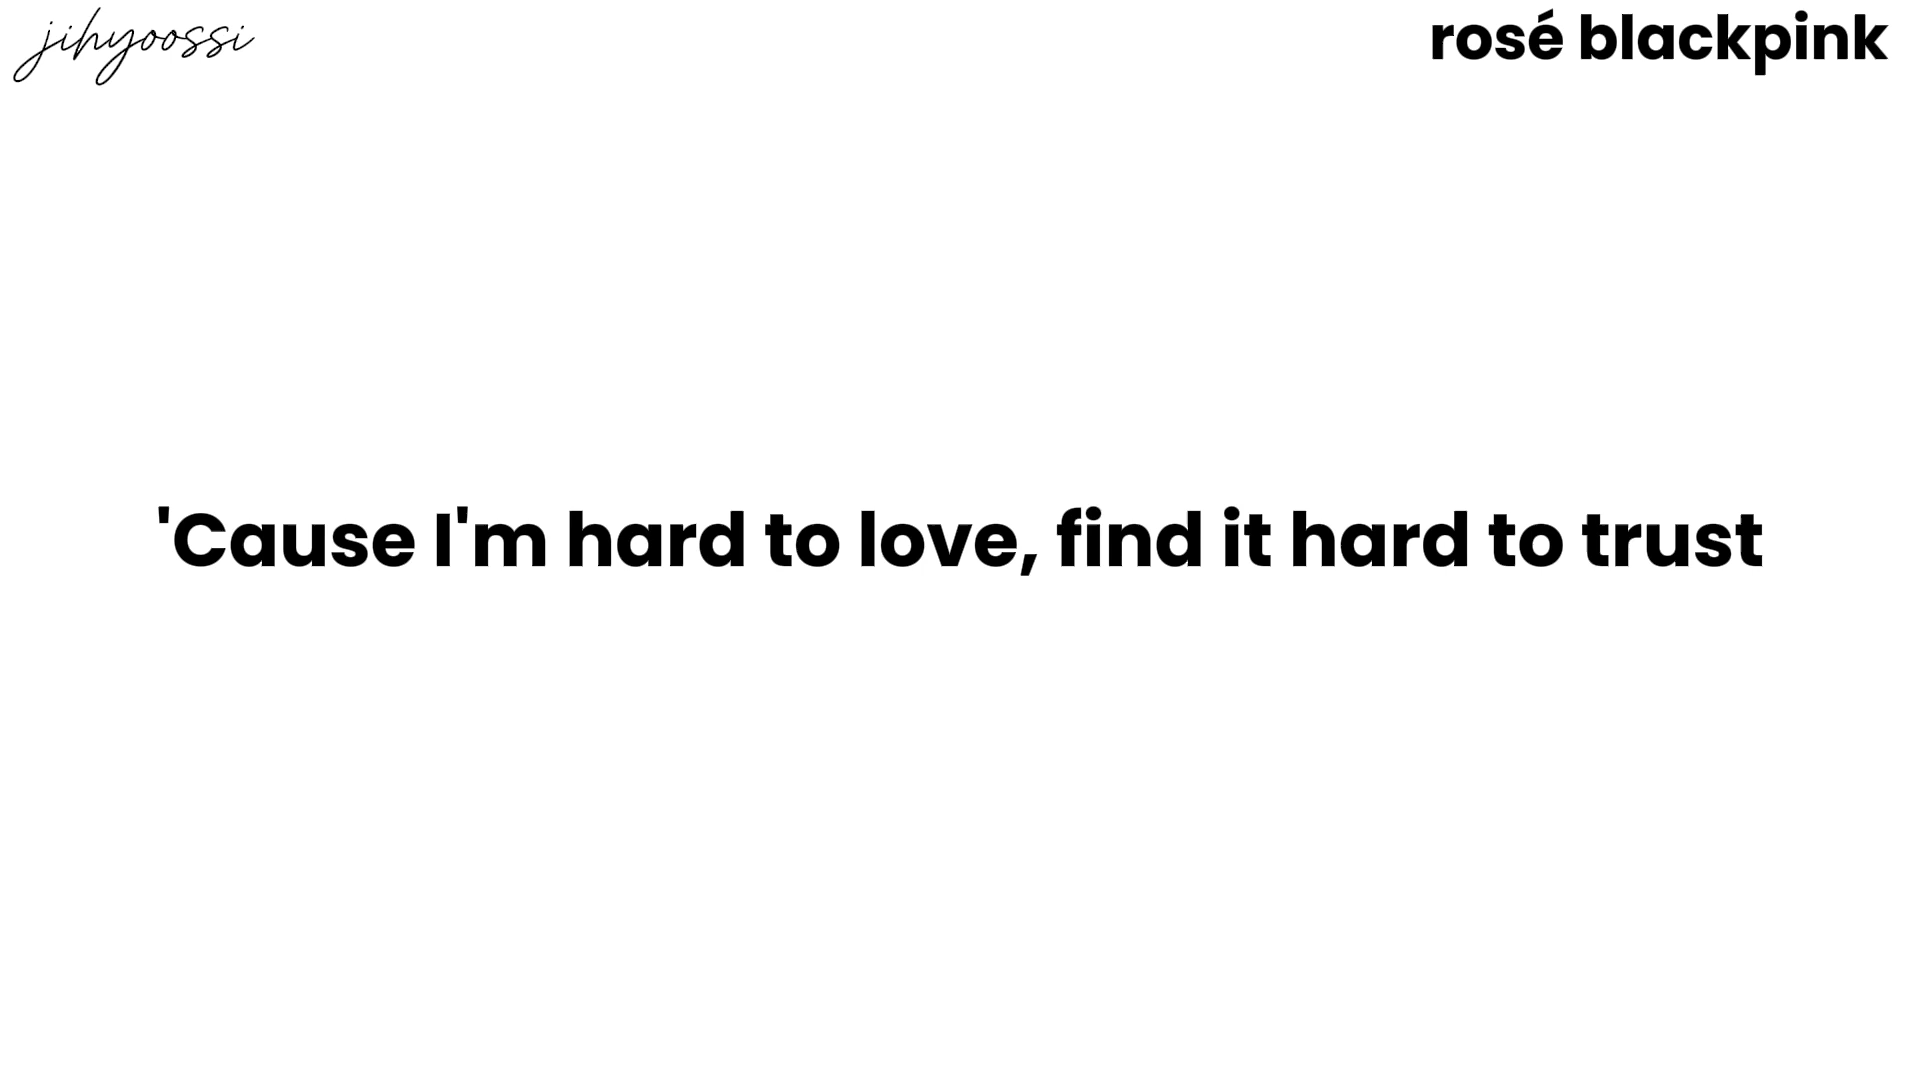 jihyoossi
rosé blackpink
'Cause I'm hard to love, find it hard to trust